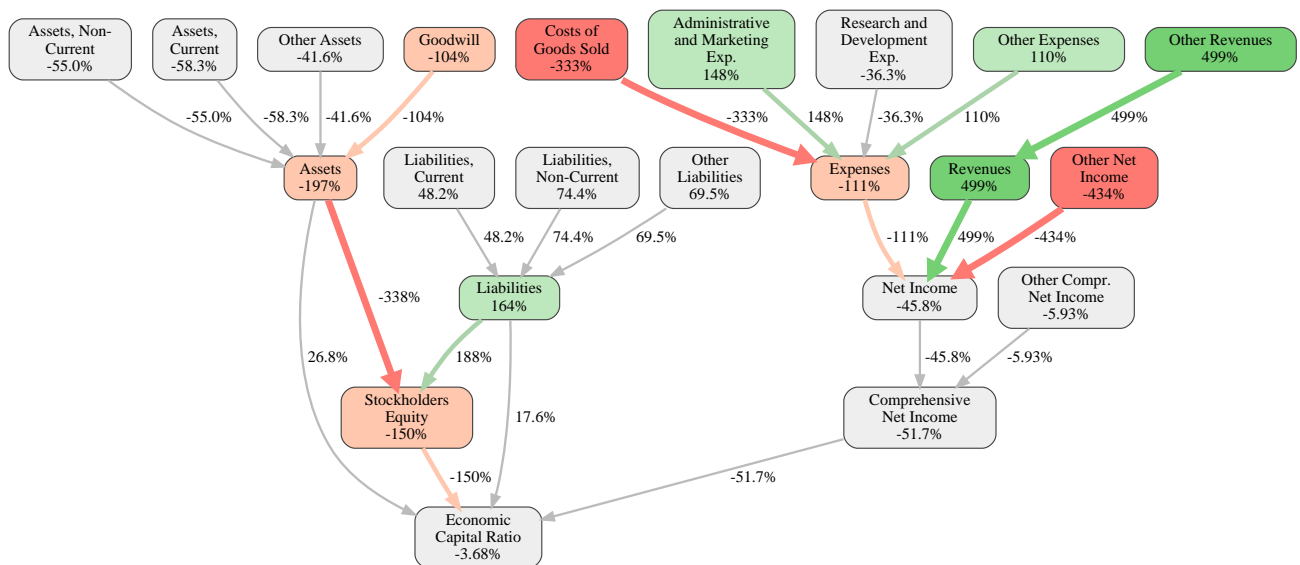 Assets, Non-
Current
-55.0%
Assets,
Current
-58.3%
Other Assets
-41.6%
Goodwill
-104%
Costs of
Goods Sold
-333%
Administrative
and Marketing
Exp.
148%
Research and
Development
Exp.
-36.3%
Other Expenses
110%
Other Revenues
499%
-55.0%
-58.3%
-41.6%
-104%
-333%
148%
-36.3%
110%
499%
Assets
-197%
Liabilities,
Current
48.2%
Liabilities,
Non-Current
74.4%
Other
Liabilities
69.5%
Expenses
-111%
Revenues
499%
Other Net
Income
-434%
48.2%
74.4%
69.5%
-111%
499%
-434%
-338%
Liabilities
164%
Net Income
-45.8%
Other Compr.
Net Income
-5.93%
26.8%
188%
-45.8%
-5.93%
Stockholders
Equity
-150%
17.6%
Comprehensive
Net Income
-51.7%
-150%
-51.7%
Economic
Capital Ratio
-3.68%